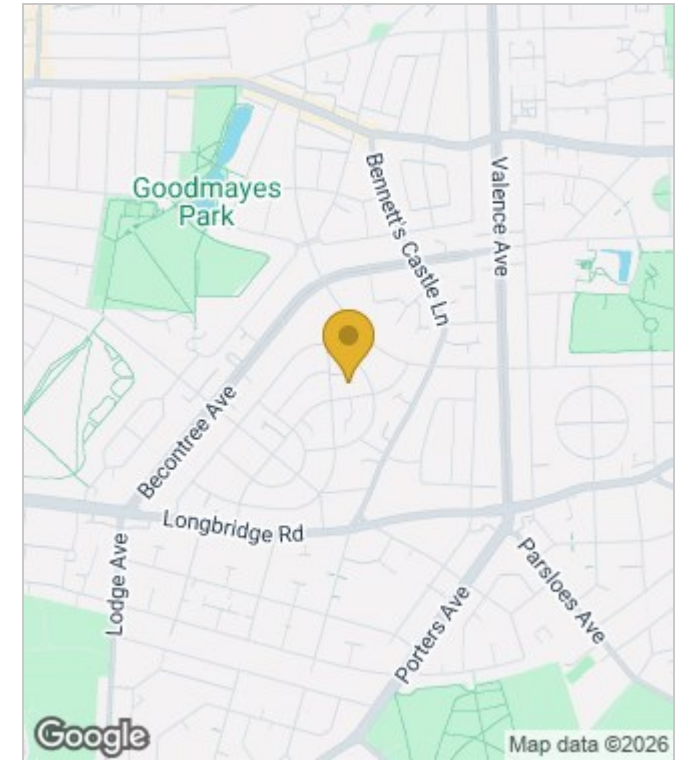 Goodmayes
Park
Bennett's Castle Ln
Valence Ave
Becontree Ave
Longbridge Rd
Lodge Ave
Porters Ave
Parsloes Ave
Google
Map data ©2026